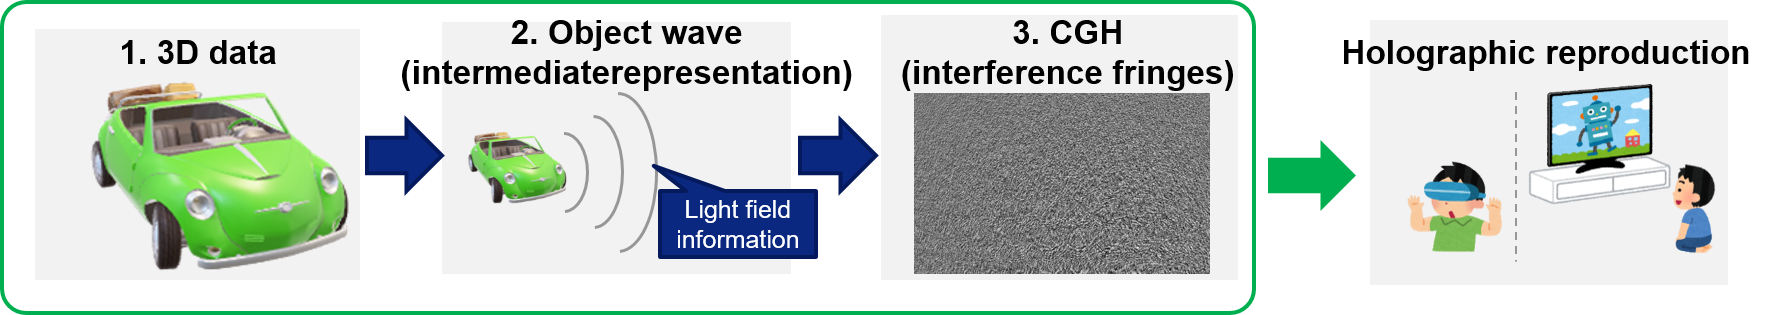 1. 3D data
2. Object wave
(intermediaterepresentation)
Light field
information
3. CGH
(interference fringes)
Holographic reproduction